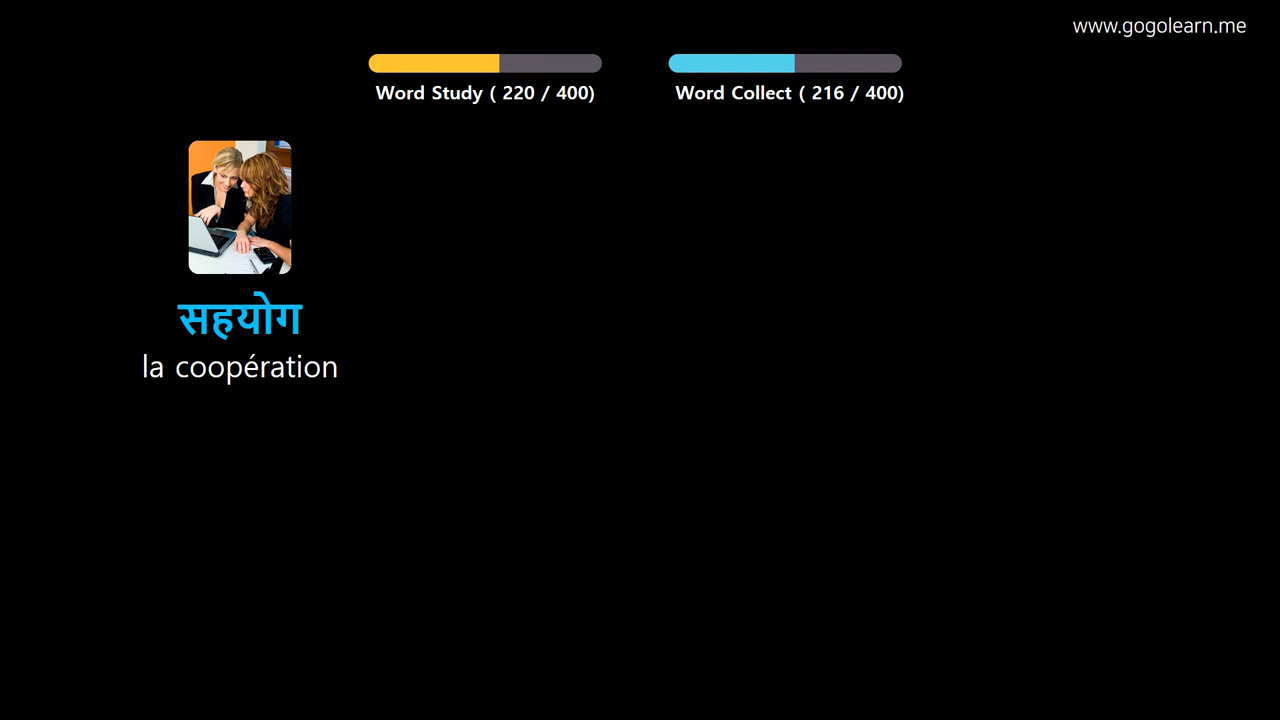 www.gogolearn.me
Word Study ( 220 / 400)
Word Collect ( 216 / 400)
सहयोग
la coopération